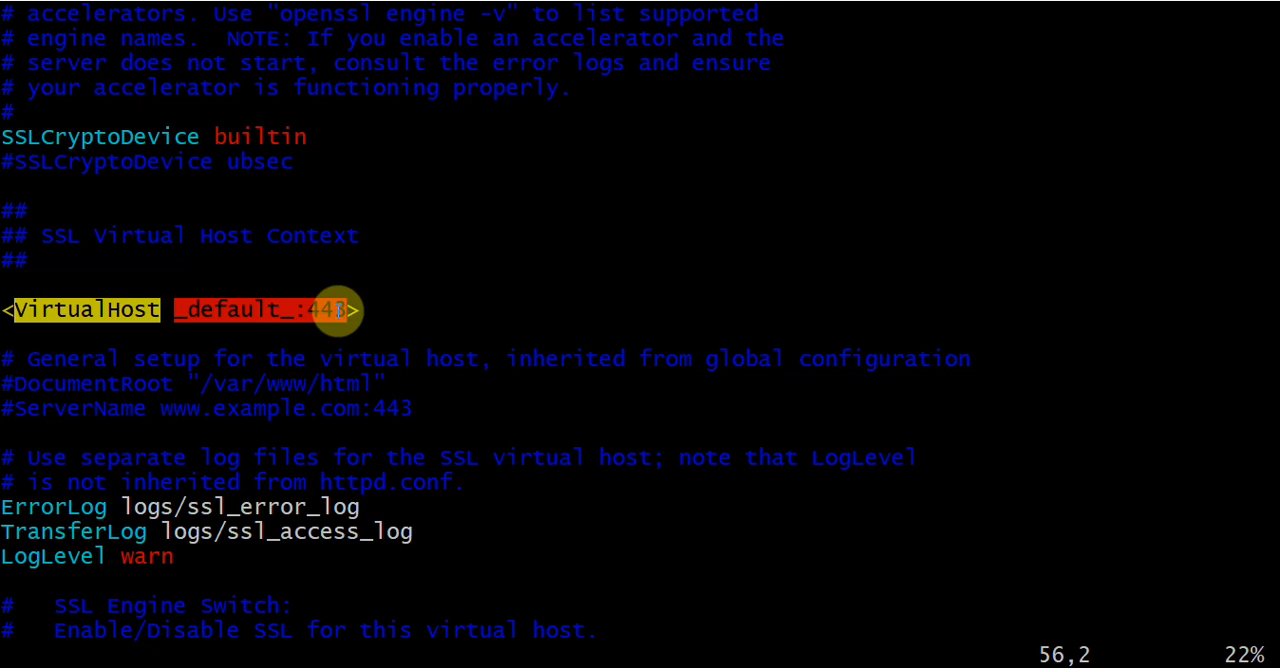 # accelerators. Use "openssl engine -v" to list supported
# engine names.  NOTE: If you enable an accelerator and the
# server does not start, consult the error logs and ensure
# your accelerator is functioning properly.
#
SSLCryptoDevice builtin
#SSLCryptoDevice ubsec
##
## SSL Virtual Host Context
##
<VirtualHost _default_:443>
# General setup for the virtual host, inherited from global configuration
#DocumentRoot "/var/www/html"
#ServerName www.example.com:443
# Use separate log files for the SSL virtual host; note that LogLevel
# is not inherited from httpd.conf.
ErrorLog logs/ssl_error_log
TransferLog logs/ssl_access_log
LogLevel warn
#   SSL Engine Switch:
#   Enable/Disable SSL for this virtual host.
56,2 22%